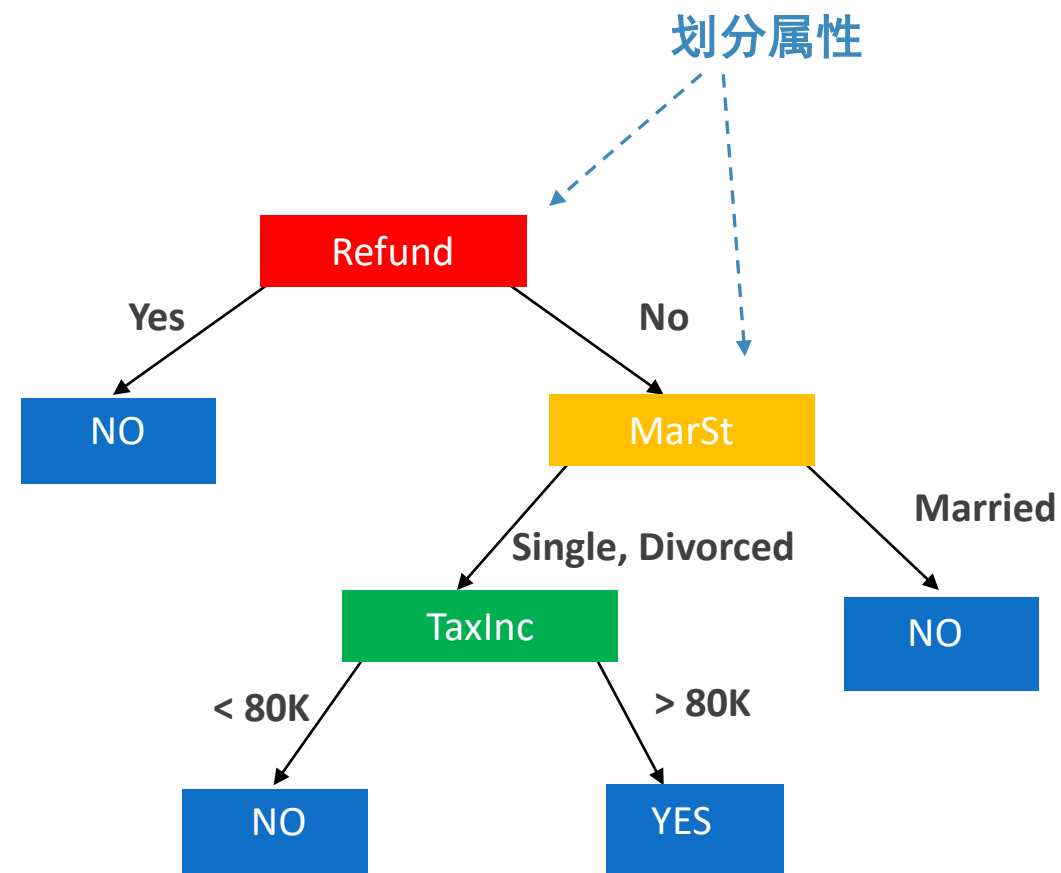 划分属性
Refund
Yes
No
NO
MarSt
Married
Single, Divorced
TaxInc
NO
< 80K
> 80K
NO
YES